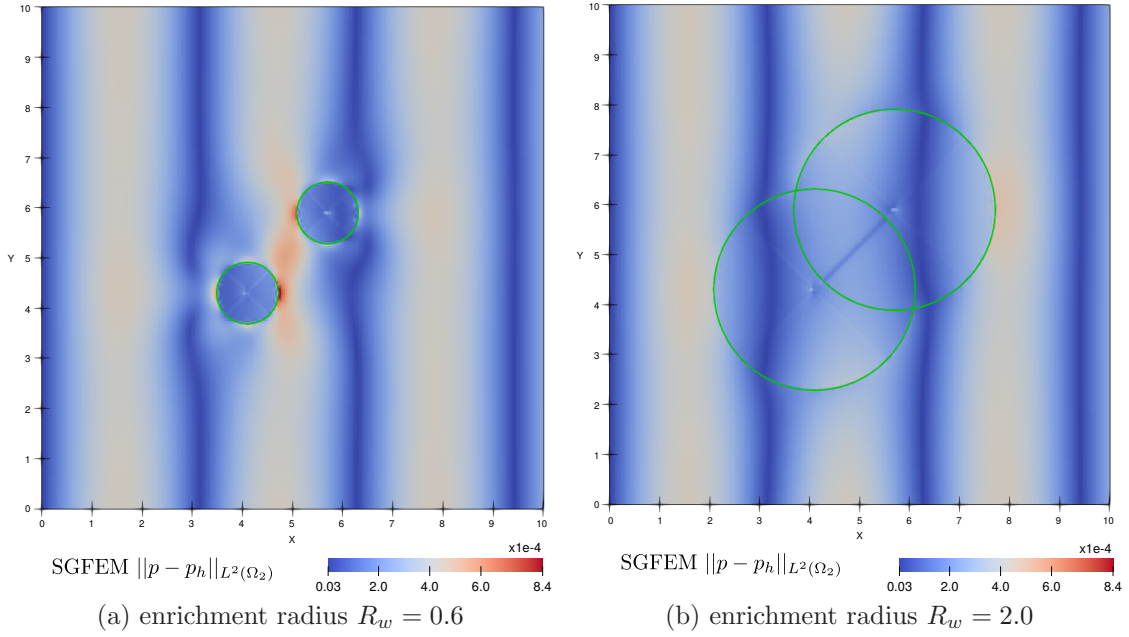 10
9
8
7
6
Y
5
4
3
2
1
0
0 1 2 3 4 5 6 7 8 9 10
X
x1e-4
SGFEM ||p − p_h||_{L²(Ω₂)}
0.03 2.0 4.0 6.0 8.4
(a) enrichment radius R_w = 0.6
10
9
8
7
6
Y
5
4
3
2
1
0
0 1 2 3 4 5 6 7 8 9 10
X
x1e-4
SGFEM ||p − p_h||_{L²(Ω₂)}
0.03 2.0 4.0 6.0 8.4
(b) enrichment radius R_w = 2.0